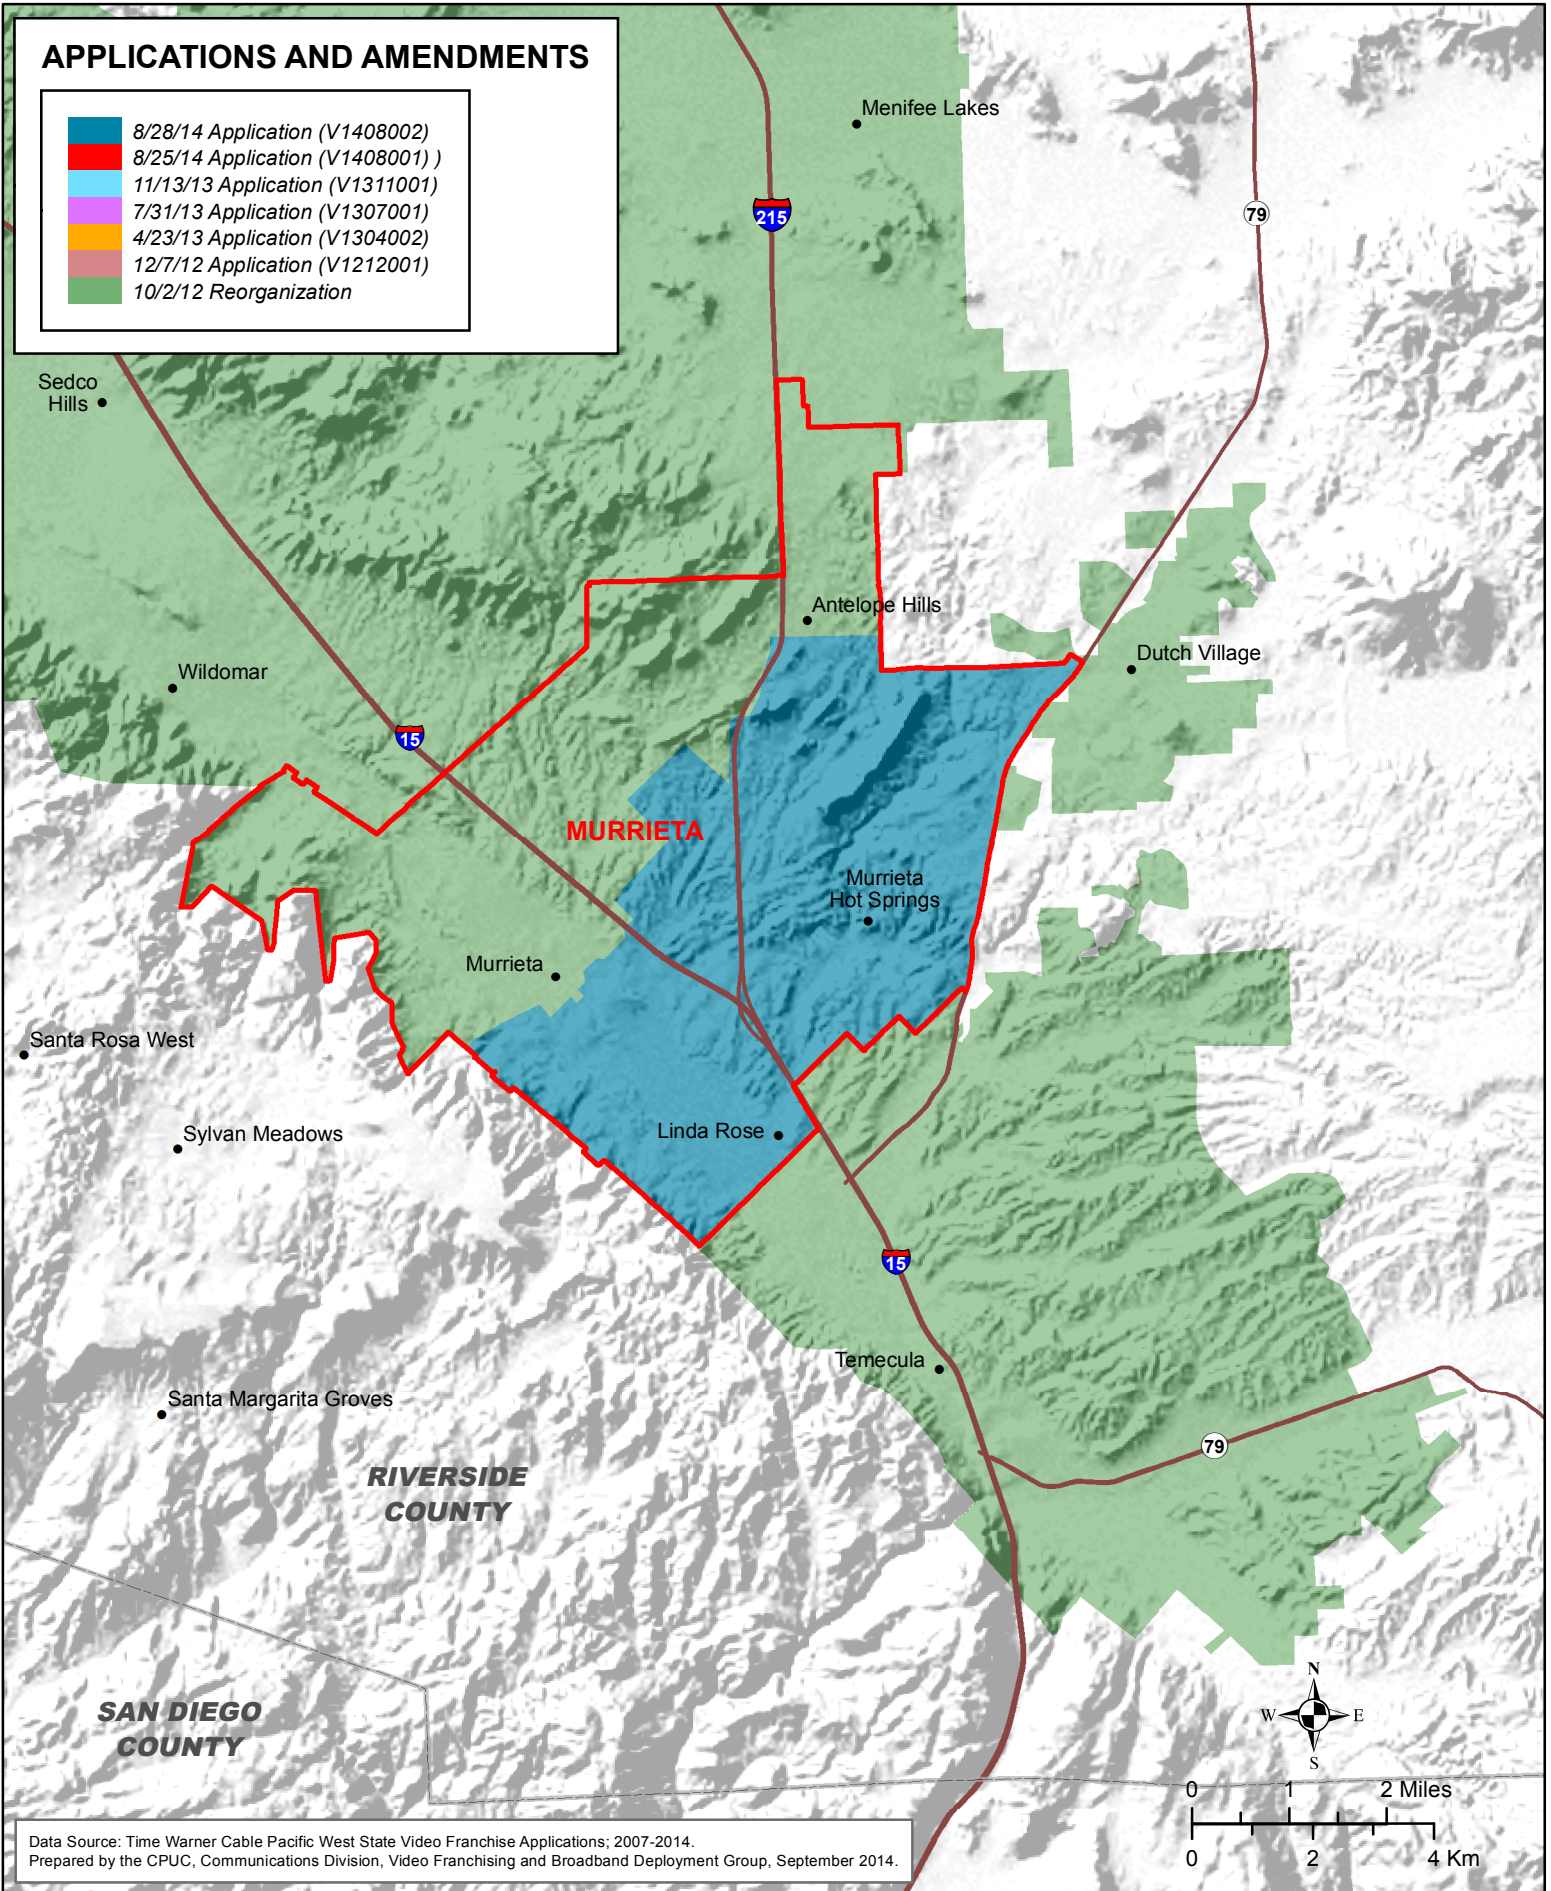 APPLICATIONS AND AMENDMENTS
8/28/14 Application (V1408002)
8/25/14 Application (V1408001) )
11/13/13 Application (V1311001)
7/31/13 Application (V1307001)
4/23/13 Application (V1304002)
12/7/12 Application (V1212001)
10/2/12 Reorganization
Menifee Lakes
215
79
Sedco
Hills
Antelope Hills
Dutch Village
Wildomar
15
MURRIETA
Murrieta
Hot Springs
Murrieta
Santa Rosa West
Sylvan Meadows
Linda Rose
15
Temecula
Santa Margarita Groves
79
RIVERSIDE
COUNTY
SAN DIEGO
COUNTY
N
W E
S
0 1 2 Miles
0 2 4 Km
Data Source: Time Warner Cable Pacific West State Video Franchise Applications; 2007-2014.
Prepared by the CPUC, Communications Division, Video Franchising and Broadband Deployment Group, September 2014.